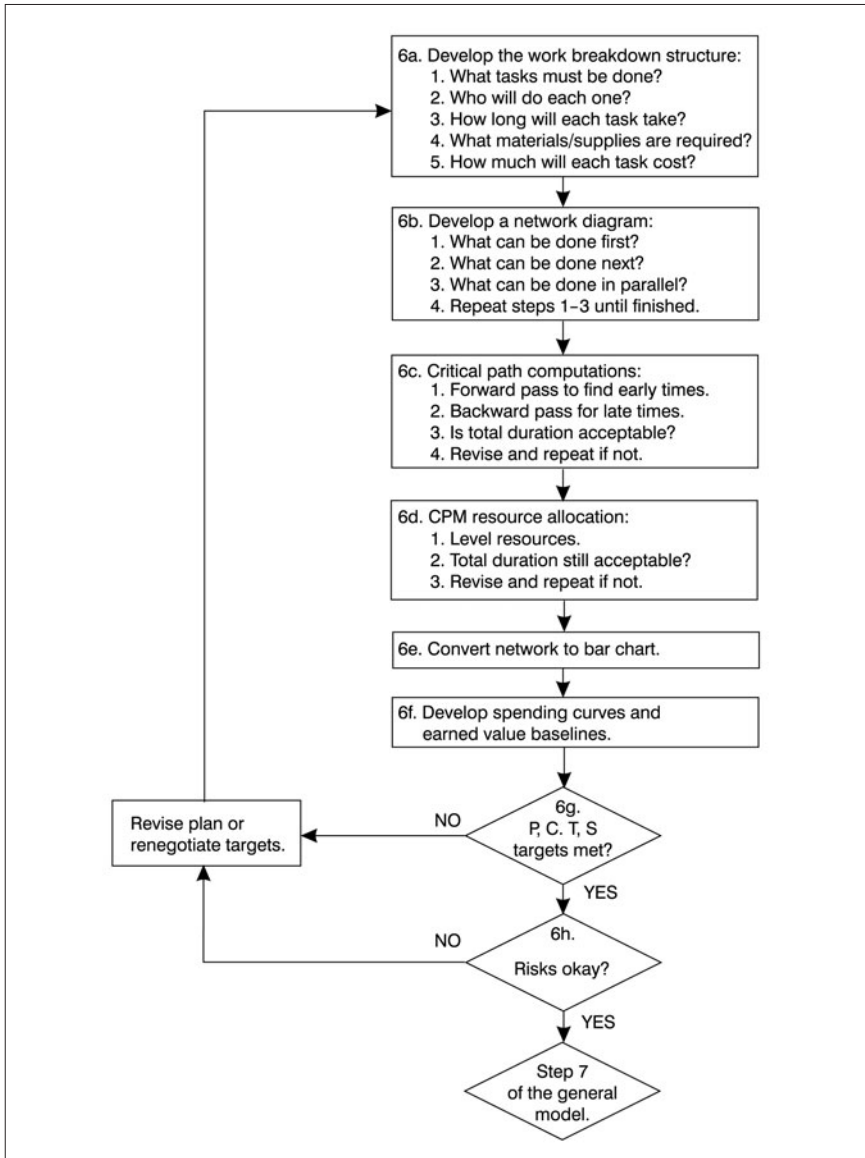 6a. Develop the work breakdown structure:
1. What tasks must be done?
2. Who will do each one?
3. How long will each task take?
4. What materials/supplies are required?
5. How much will each task cost?
6b. Develop a network diagram:
1. What can be done first?
2. What can be done next?
3. What can be done in parallel?
4. Repeat steps 1–3 until finished.
6c. Critical path computations:
1. Forward pass to find early times.
2. Backward pass for late times.
3. Is total duration acceptable?
4. Revise and repeat if not.
6d. CPM resource allocation:
1. Level resources.
2. Total duration still acceptable?
3. Revise and repeat if not.
6e. Convert network to bar chart.
6f. Develop spending curves and
earned value baselines.
6g.
P, C. T, S
targets met?
NO
Revise plan or
renegotiate targets.
YES
6h.
Risks okay?
NO
YES
Step 7
of the general
model.